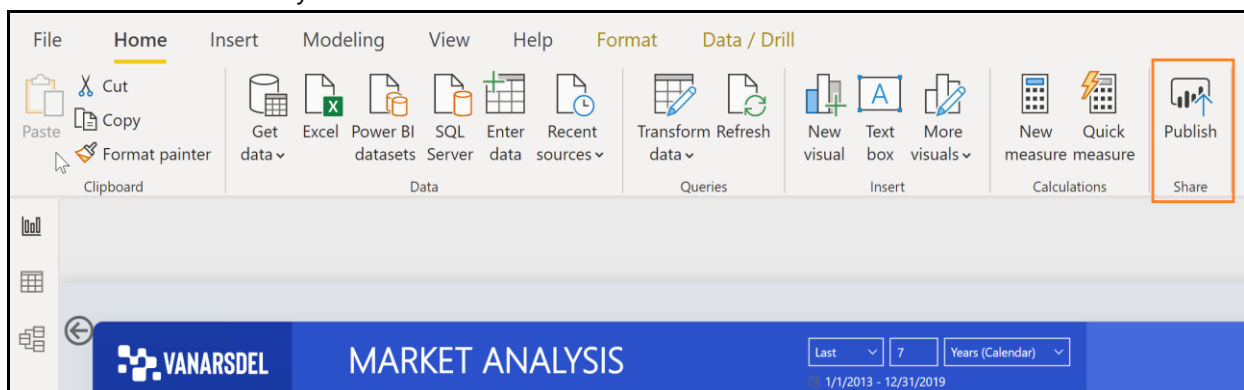 File Home Insert Modeling View Help Format Data / Drill
Cut
Copy
Format painter
Paste
Clipboard
Get data
Excel
Power BI datasets
SQL Server
Enter data
Recent sources
Data
Transform data
Refresh
Queries
New visual
Text box
More visuals
Insert
New measure
Quick measure
Calculations
Publish
Share
VANARSDEL
MARKET ANALYSIS
Last 7 Years (Calendar)
1/1/2013 - 12/31/2019